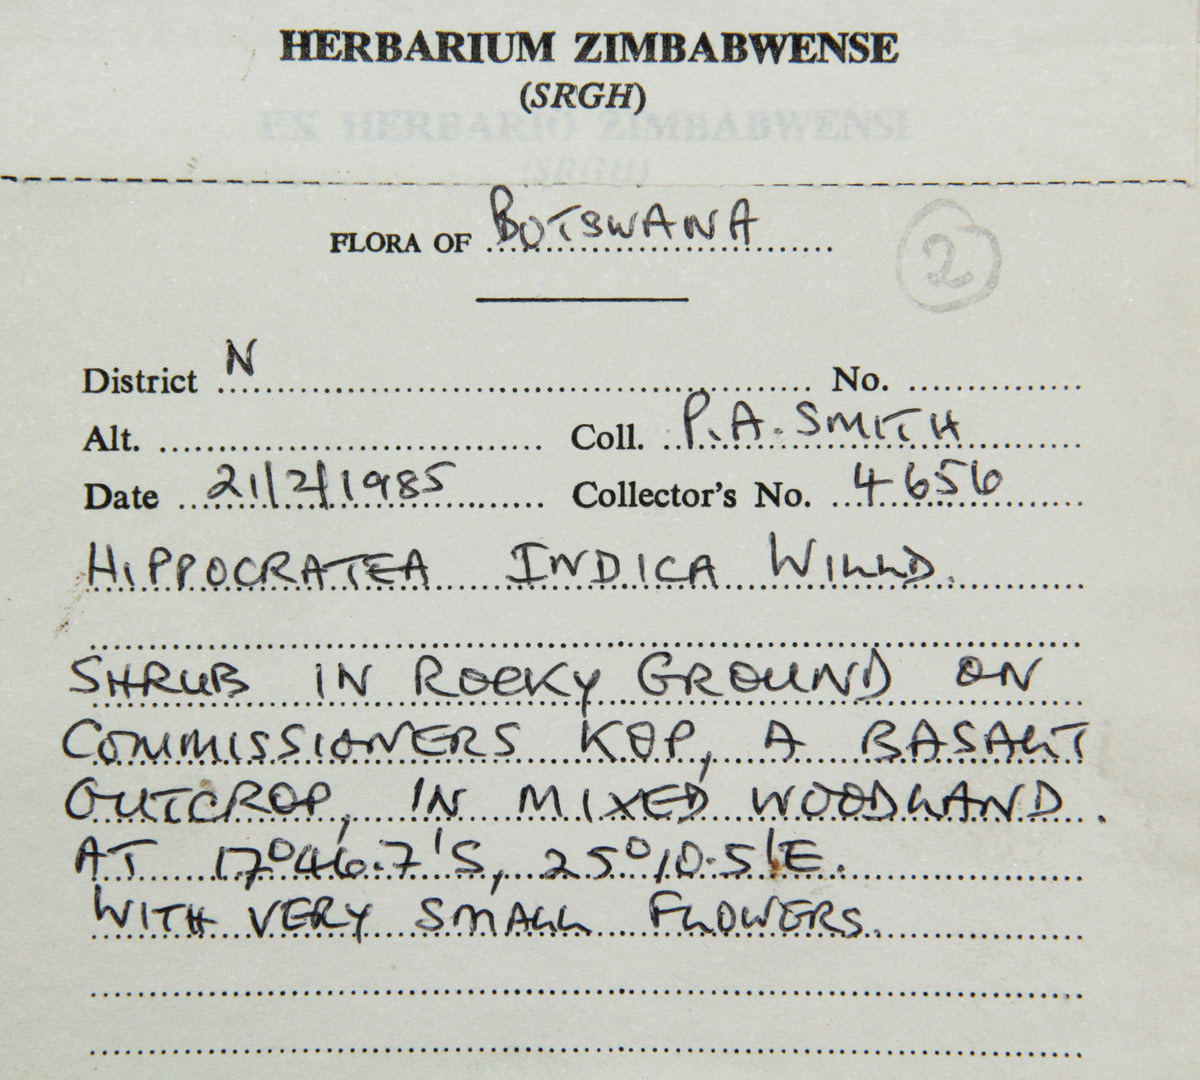 HERBARIUM ZIMBABWENSE
(SRGH)
EX HERBARIO ZIMBABWENSI
(SRGH)
FLORA OF BOTSWANA
2
District N No.
Alt. Coll. P.A. SMITH
Date 21/2/1985 Collector's No. 4656
HIPPOCRATEA INDICA WILLD.
SHRUB IN ROCKY GROUND ON
COMMISSIONERS KOP, A BASALT
OUTCROP, IN MIXED WOODLAND.
AT 17°46.7'S, 25°10.5'E.
WITH VERY SMALL FLOWERS.